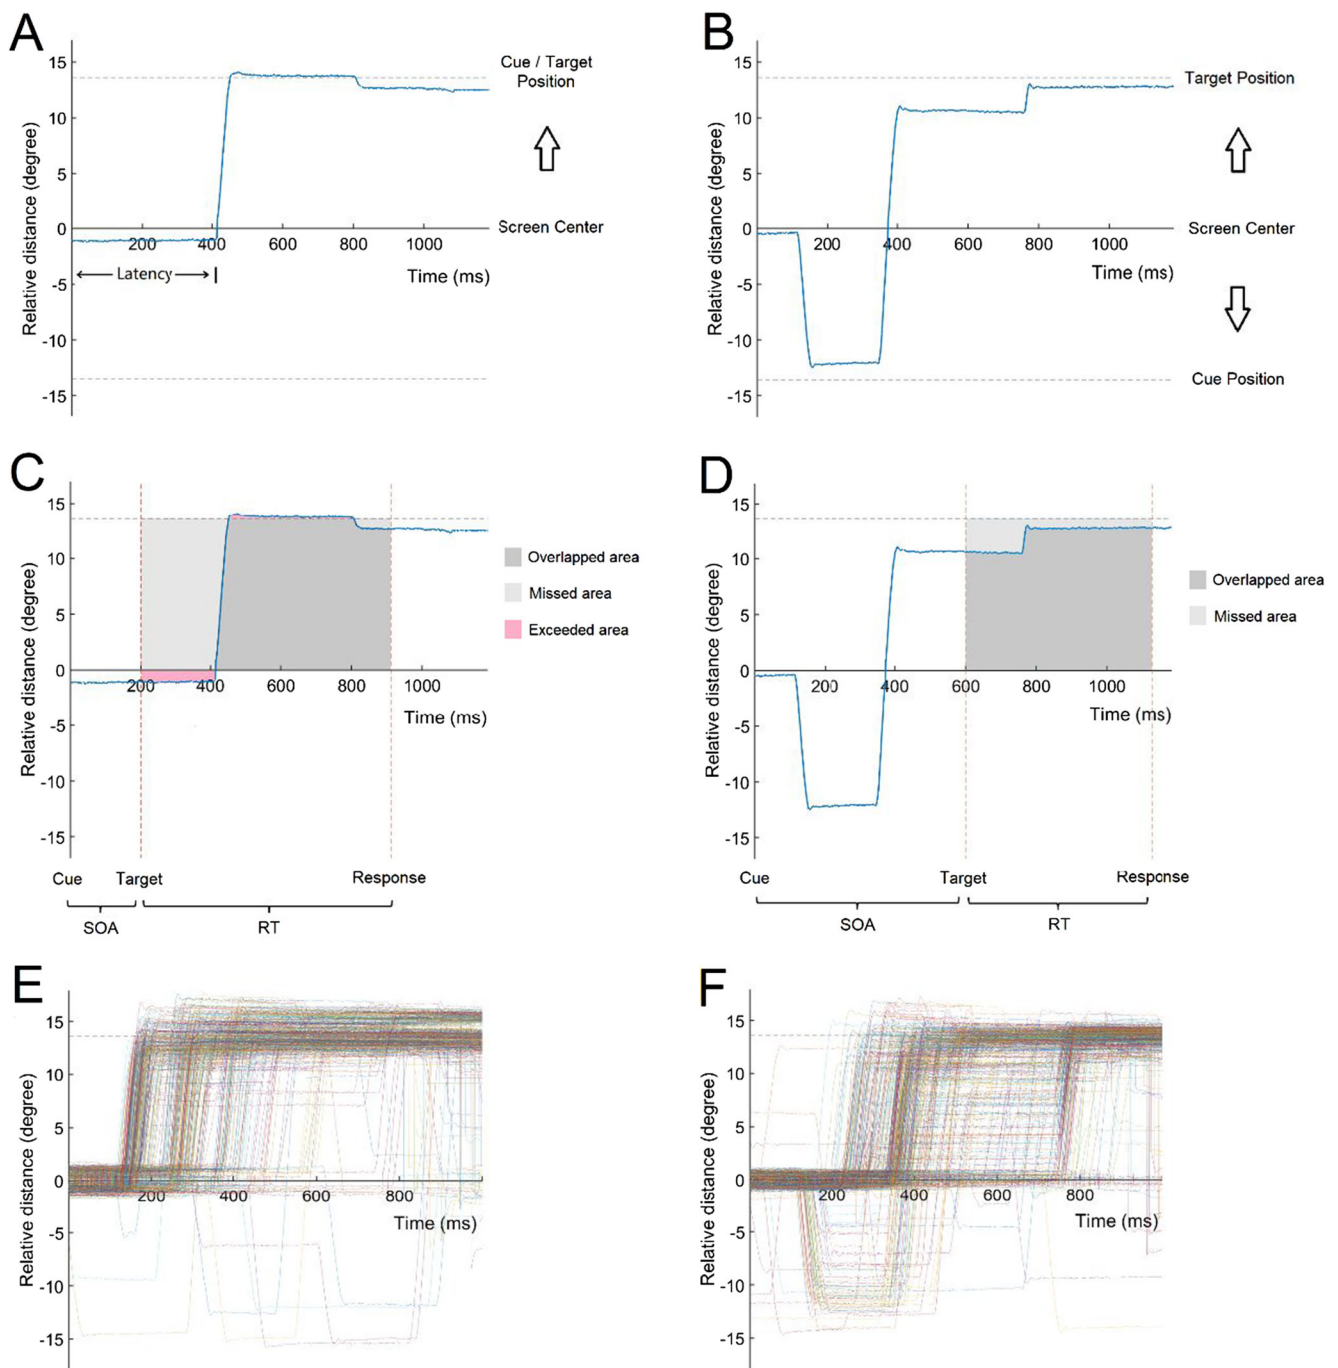 A
Relative distance (degree)
15
10
5
0
-5
-10
-15
200 400 600 800 1000
Time (ms)
Latency
Cue / Target
Position
Screen Center
B
Relative distance (degree)
15
10
5
0
-5
-10
-15
200 400 600 800 1000
Time (ms)
Target Position
Screen Center
Cue Position
C
Relative distance (degree)
15
10
5
0
-5
-10
-15
200 400 600 800 1000
Time (ms)
Overlapped area
Missed area
Exceeded area
Cue Target Response
SOA RT
D
Relative distance (degree)
15
10
5
0
-5
-10
-15
200 400 600 800 1000
Time (ms)
Overlapped area
Missed area
Cue Target Response
SOA RT
E
Relative distance (degree)
15
10
5
0
-5
-10
-15
200 400 600 800
Time (ms)
F
Relative distance (degree)
15
10
5
0
-5
-10
-15
200 400 600 800
Time (ms)